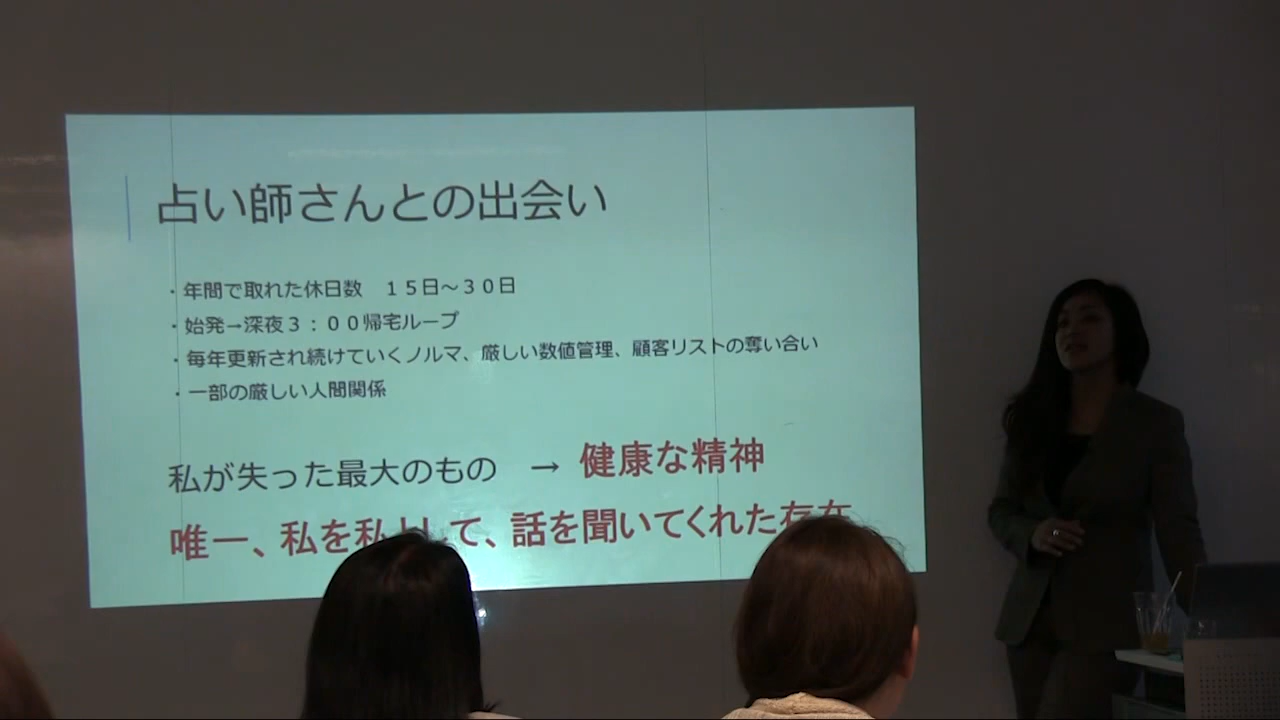 占い師さんとの出会い
・年間で取れた休日数　１５日～３０日
・始発→深夜３：００帰宅ループ
・毎年更新され続けていくノルマ、厳しい数値管理、顧客リストの奪い合い
・一部の厳しい人間関係
私が失った最大のもの　→ 健康な精神
唯一、私を私として、話を聞いてくれた存在